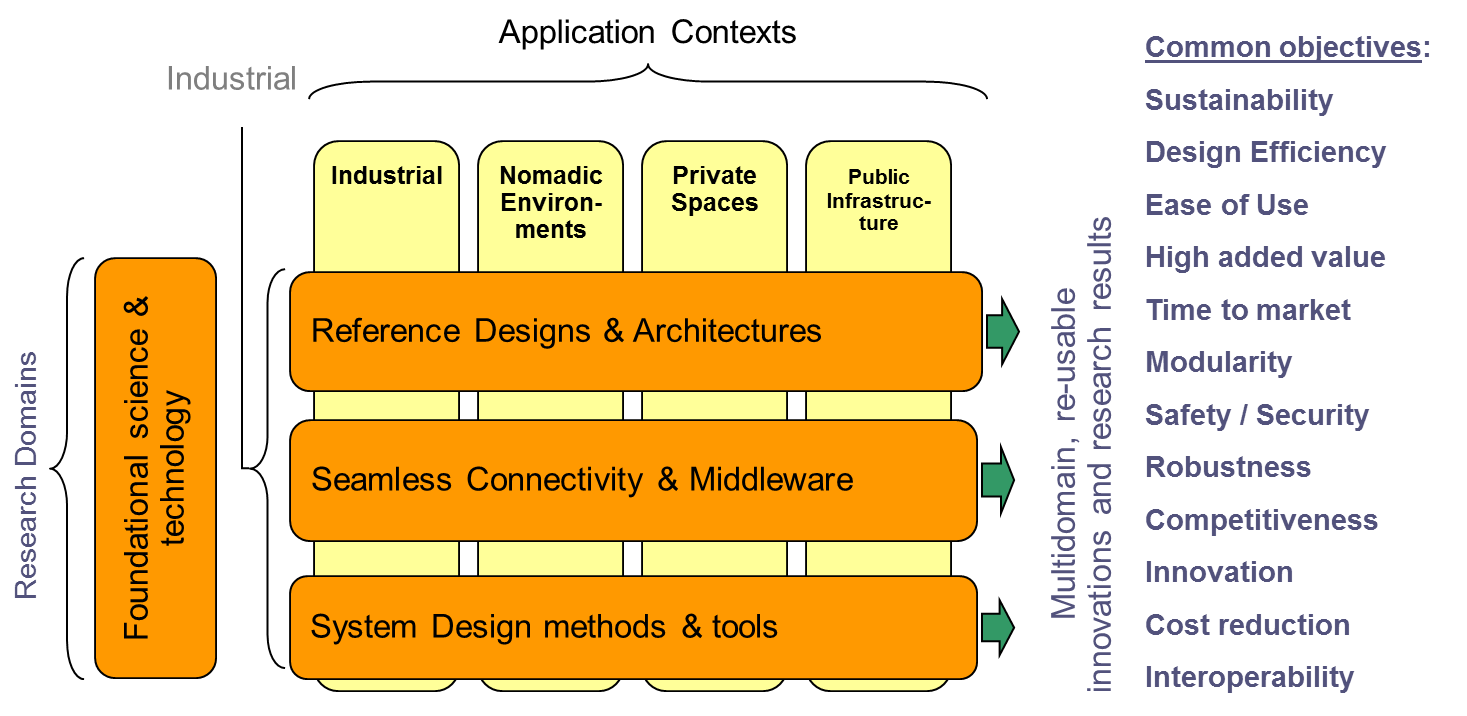 Application Contexts
Industrial
Industrial
Nomadic
Environ-
ments
Private
Spaces
Public
Infrastruc-
ture
Research Domains
Foundational science &
technology
Reference Designs & Architectures
Seamless Connectivity & Middleware
System Design methods & tools
Multidomain, re-usable
innovations and research results
Common objectives:
Sustainability
Design Efficiency
Ease of Use
High added value
Time to market
Modularity
Safety / Security
Robustness
Competitiveness
Innovation
Cost reduction
Interoperability